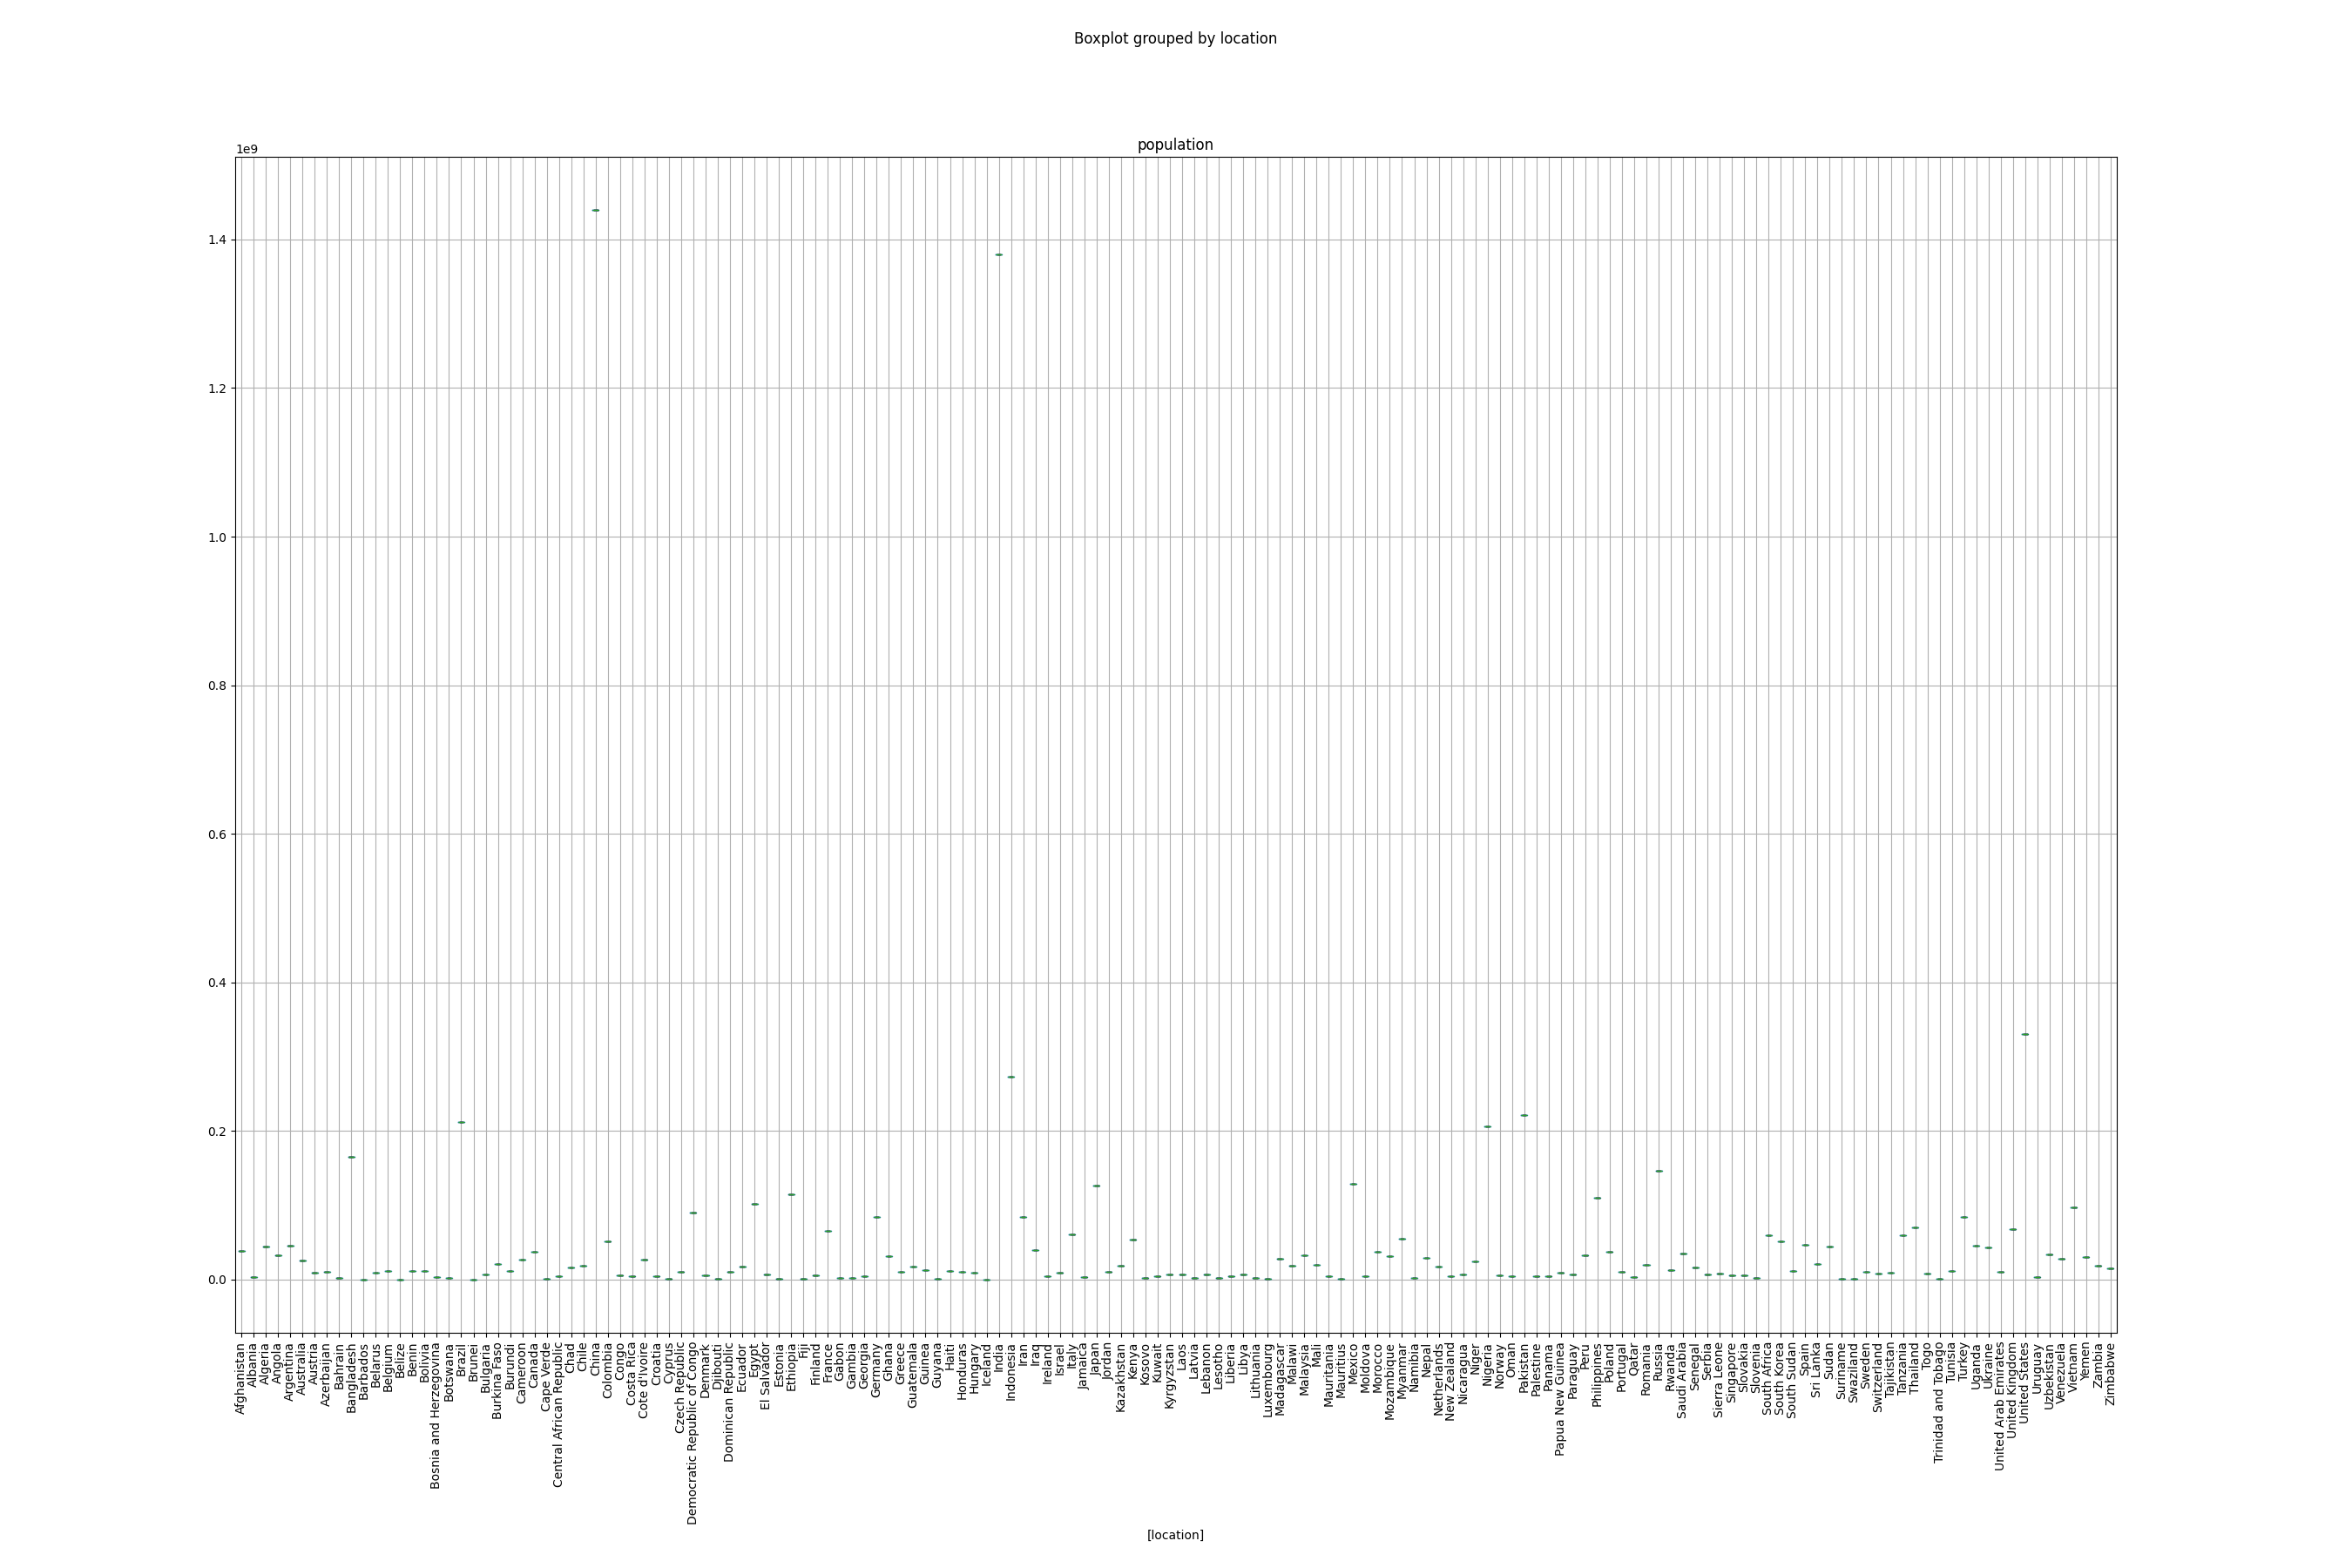 Boxplot grouped by location
population
1e9
1.4
1.2
1.0
0.8
0.6
0.4
0.2
0.0
Afghanistan
Albania
Algeria
Angola
Argentina
Australia
Austria
Azerbaijan
Bahrain
Bangladesh
Barbados
Belarus
Belgium
Belize
Benin
Bolivia
Bosnia and Herzegovina
Botswana
Brazil
Brunei
Bulgaria
Burkina Faso
Burundi
Cameroon
Canada
Cape Verde
Central African Republic
Chad
Chile
China
Colombia
Congo
Costa Rica
Cote d'Ivoire
Croatia
Cyprus
Czech Republic
Democratic Republic of Congo
Denmark
Djibouti
Dominican Republic
Ecuador
Egypt
El Salvador
Estonia
Ethiopia
Fiji
Finland
France
Gabon
Gambia
Georgia
Germany
Ghana
Greece
Guatemala
Guinea
Guyana
Haiti
Honduras
Hungary
Iceland
India
Indonesia
Iran
Iraq
Ireland
Israel
Italy
Jamaica
Japan
Jordan
Kazakhstan
Kenya
Kosovo
Kuwait
Kyrgyzstan
Laos
Latvia
Lebanon
Lesotho
Liberia
Libya
Lithuania
Luxembourg
Madagascar
Malawi
Malaysia
Mali
Mauritania
Mauritius
Mexico
Moldova
Morocco
Mozambique
Myanmar
Namibia
Nepal
Netherlands
New Zealand
Nicaragua
Niger
Nigeria
Norway
Oman
Pakistan
Palestine
Panama
Papua New Guinea
Paraguay
Peru
Philippines
Poland
Portugal
Qatar
Romania
Russia
Rwanda
Saudi Arabia
Senegal
Serbia
Sierra Leone
Singapore
Slovakia
Slovenia
South Africa
South Korea
South Sudan
Spain
Sri Lanka
Sudan
Suriname
Swaziland
Sweden
Switzerland
Tajikistan
Tanzania
Thailand
Togo
Trinidad and Tobago
Tunisia
Turkey
Uganda
Ukraine
United Arab Emirates
United Kingdom
United States
Uruguay
Uzbekistan
Venezuela
Vietnam
Yemen
Zambia
Zimbabwe
[location]